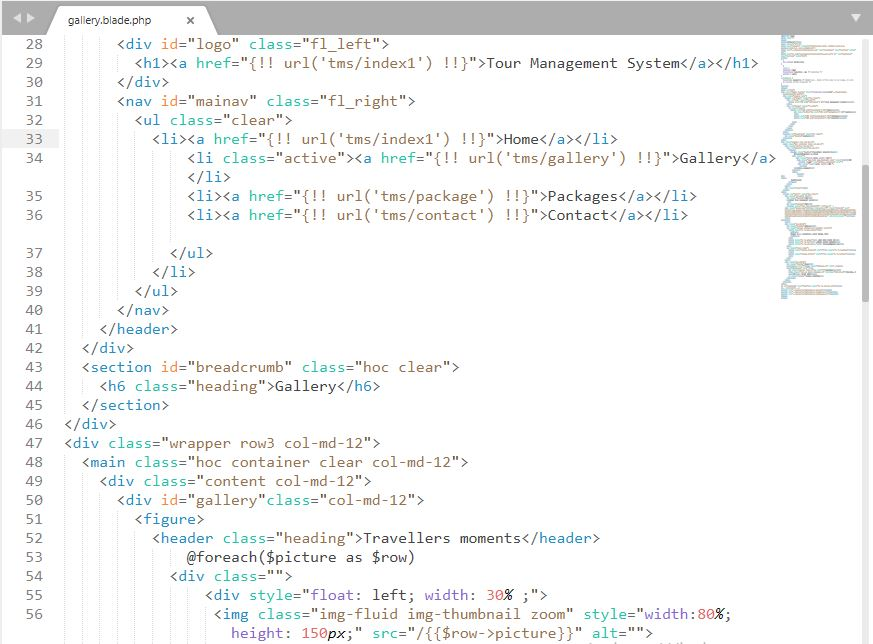 gallery.blade.php ×
28 <div id="logo" class="fl_left">
29 <h1><a href="{!! url('tms/index1') !!}">Tour Management System</a></h1>
30 </div>
31 <nav id="mainav" class="fl_right">
32 <ul class="clear">
33 <li><a href="{!! url('tms/index1') !!}">Home</a></li>
34 <li class="active"><a href="{!! url('tms/gallery') !!}">Gallery</a>
</li>
35 <li><a href="{!! url('tms/package') !!}">Packages</a></li>
36 <li><a href="{!! url('tms/contact') !!}">Contact</a></li>
37 </ul>
38 </li>
39 </ul>
40 </nav>
41 </header>
42 </div>
43 <section id="breadcrumb" class="hoc clear">
44 <h6 class="heading">Gallery</h6>
45 </section>
46 </div>
47 <div class="wrapper row3 col-md-12">
48 <main class="hoc container clear col-md-12">
49 <div class="content col-md-12">
50 <div id="gallery"class="col-md-12">
51 <figure>
52 <header class="heading">Travellers moments</header>
53 @foreach($picture as $row)
54 <div class="">
55 <div style="float: left; width: 30% ;">
56 <img class="img-fluid img-thumbnail zoom" style="width:80%;
height: 150px;" src="/{{$row->picture}}" alt="">